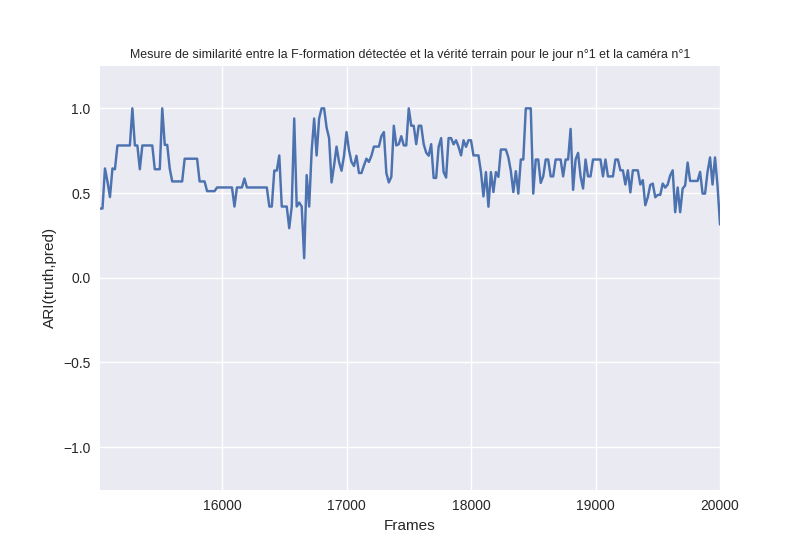 Mesure de similarité entre la F-formation détectée et la vérité terrain pour le jour n°1 et la caméra n°1
1.0
0.5
0.0
−0.5
−1.0
ARI(truth,pred)
16000 17000 18000 19000 20000
Frames